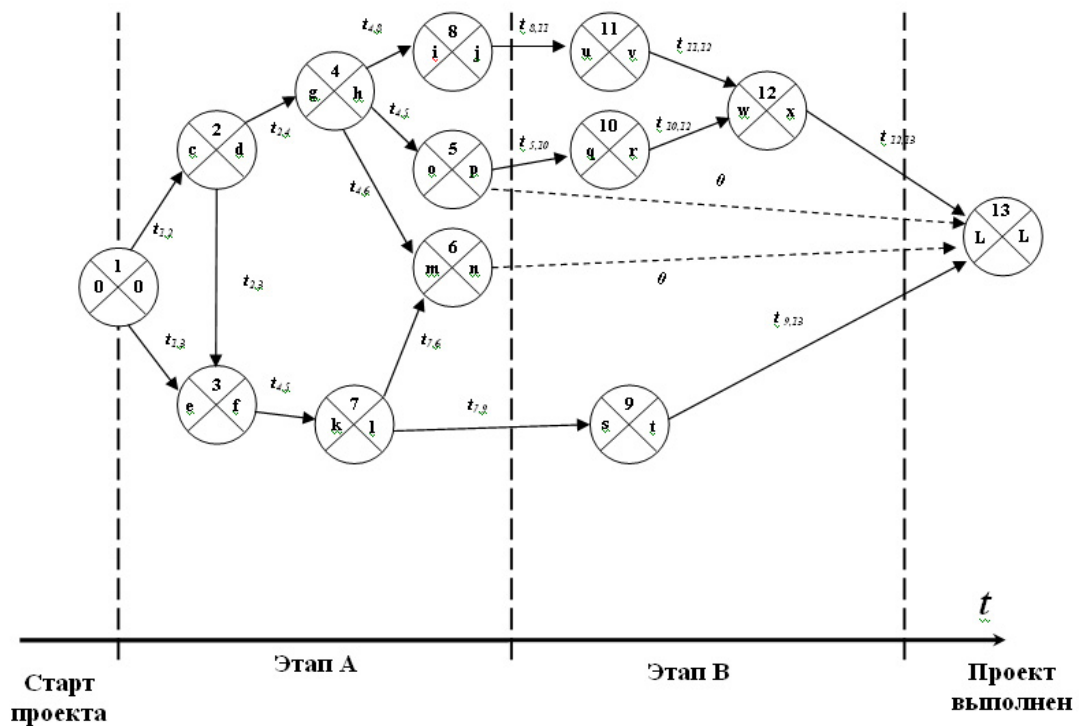 8
i j
t4,8
t8,11
11
u v
t11,12
4
g h
t4,5
12
w x
2
c d
t2,4
5
o p
t5,10
10
q r
t10,12
t12,13
θ
t4,6
13
L L
t1,2
6
m n
1
0 0
t2,3
θ
t1,3
t7,6
t9,13
3
e f
t4,5
7
k l
t7,9
9
s t
t
Старт
проекта
Этап А
Этап В
Проект
выполнен